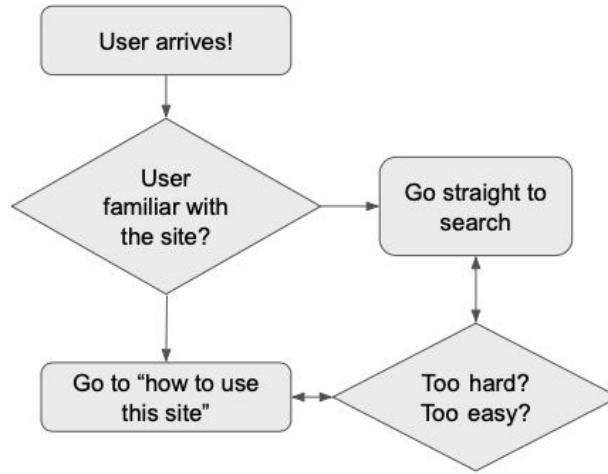 User arrives!
User
familiar with
the site?
Go straight to
search
Go to “how to use
this site”
Too hard?
Too easy?